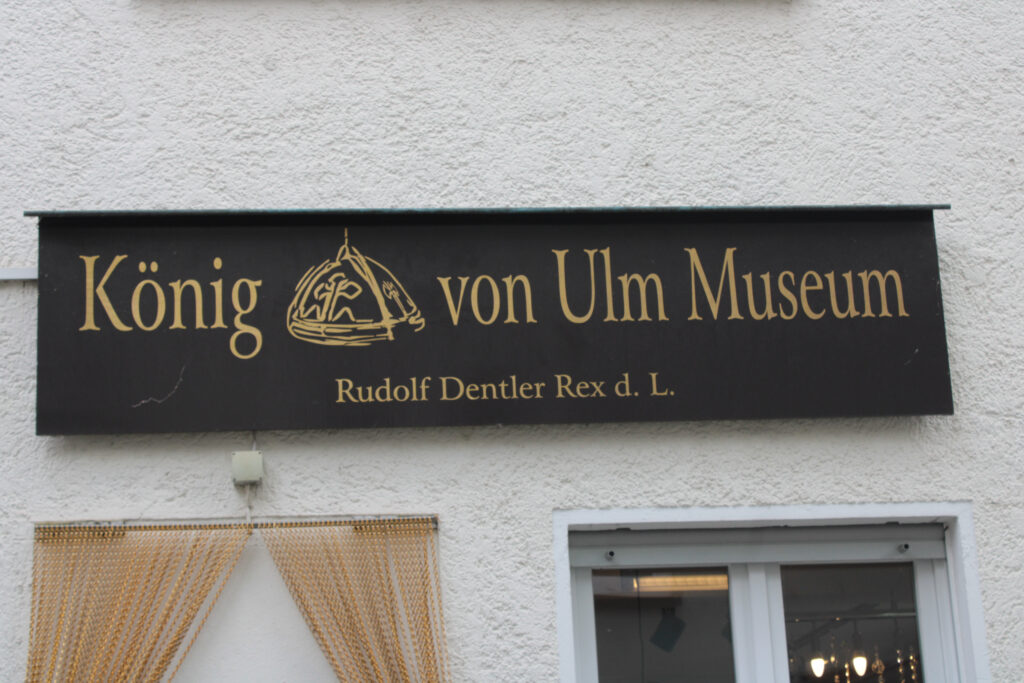 König von Ulm Museum
Rudolf Dentler Rex d. L.